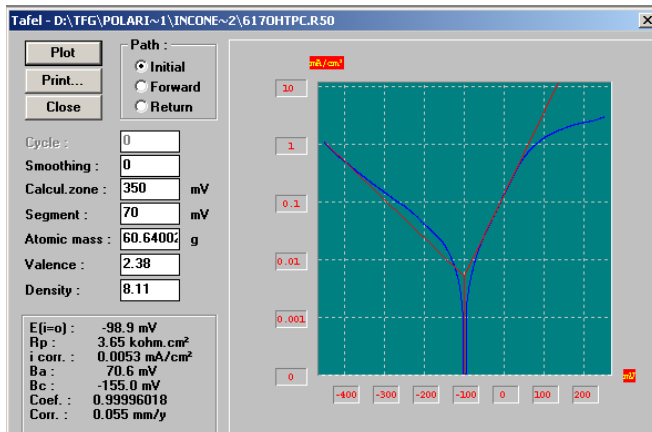 Tafel - D:\TFG\POLARI~1\INCONE~2\617OHTPC.R50
Plot
Print...
Close
Path :
Initial
Forward
Return
Cycle : 0
Smoothing : 0
Calcul.zone : 350 mV
Segment : 70 mV
Atomic mass : 60.64002 g
Valence : 2.38
Density : 8.11
E(i=o) : -98.9 mV
Rp : 3.65 kohm.cm²
i corr. : 0.0053 mA/cm²
Ba : 70.6 mV
Bc : -155.0 mV
Coef. : 0.99996018
Corr. : 0.055 mm/y
mA/cm²
10
1
0.1
0.01
0.001
0
-400 -300 -200 -100 0 100 200
mV